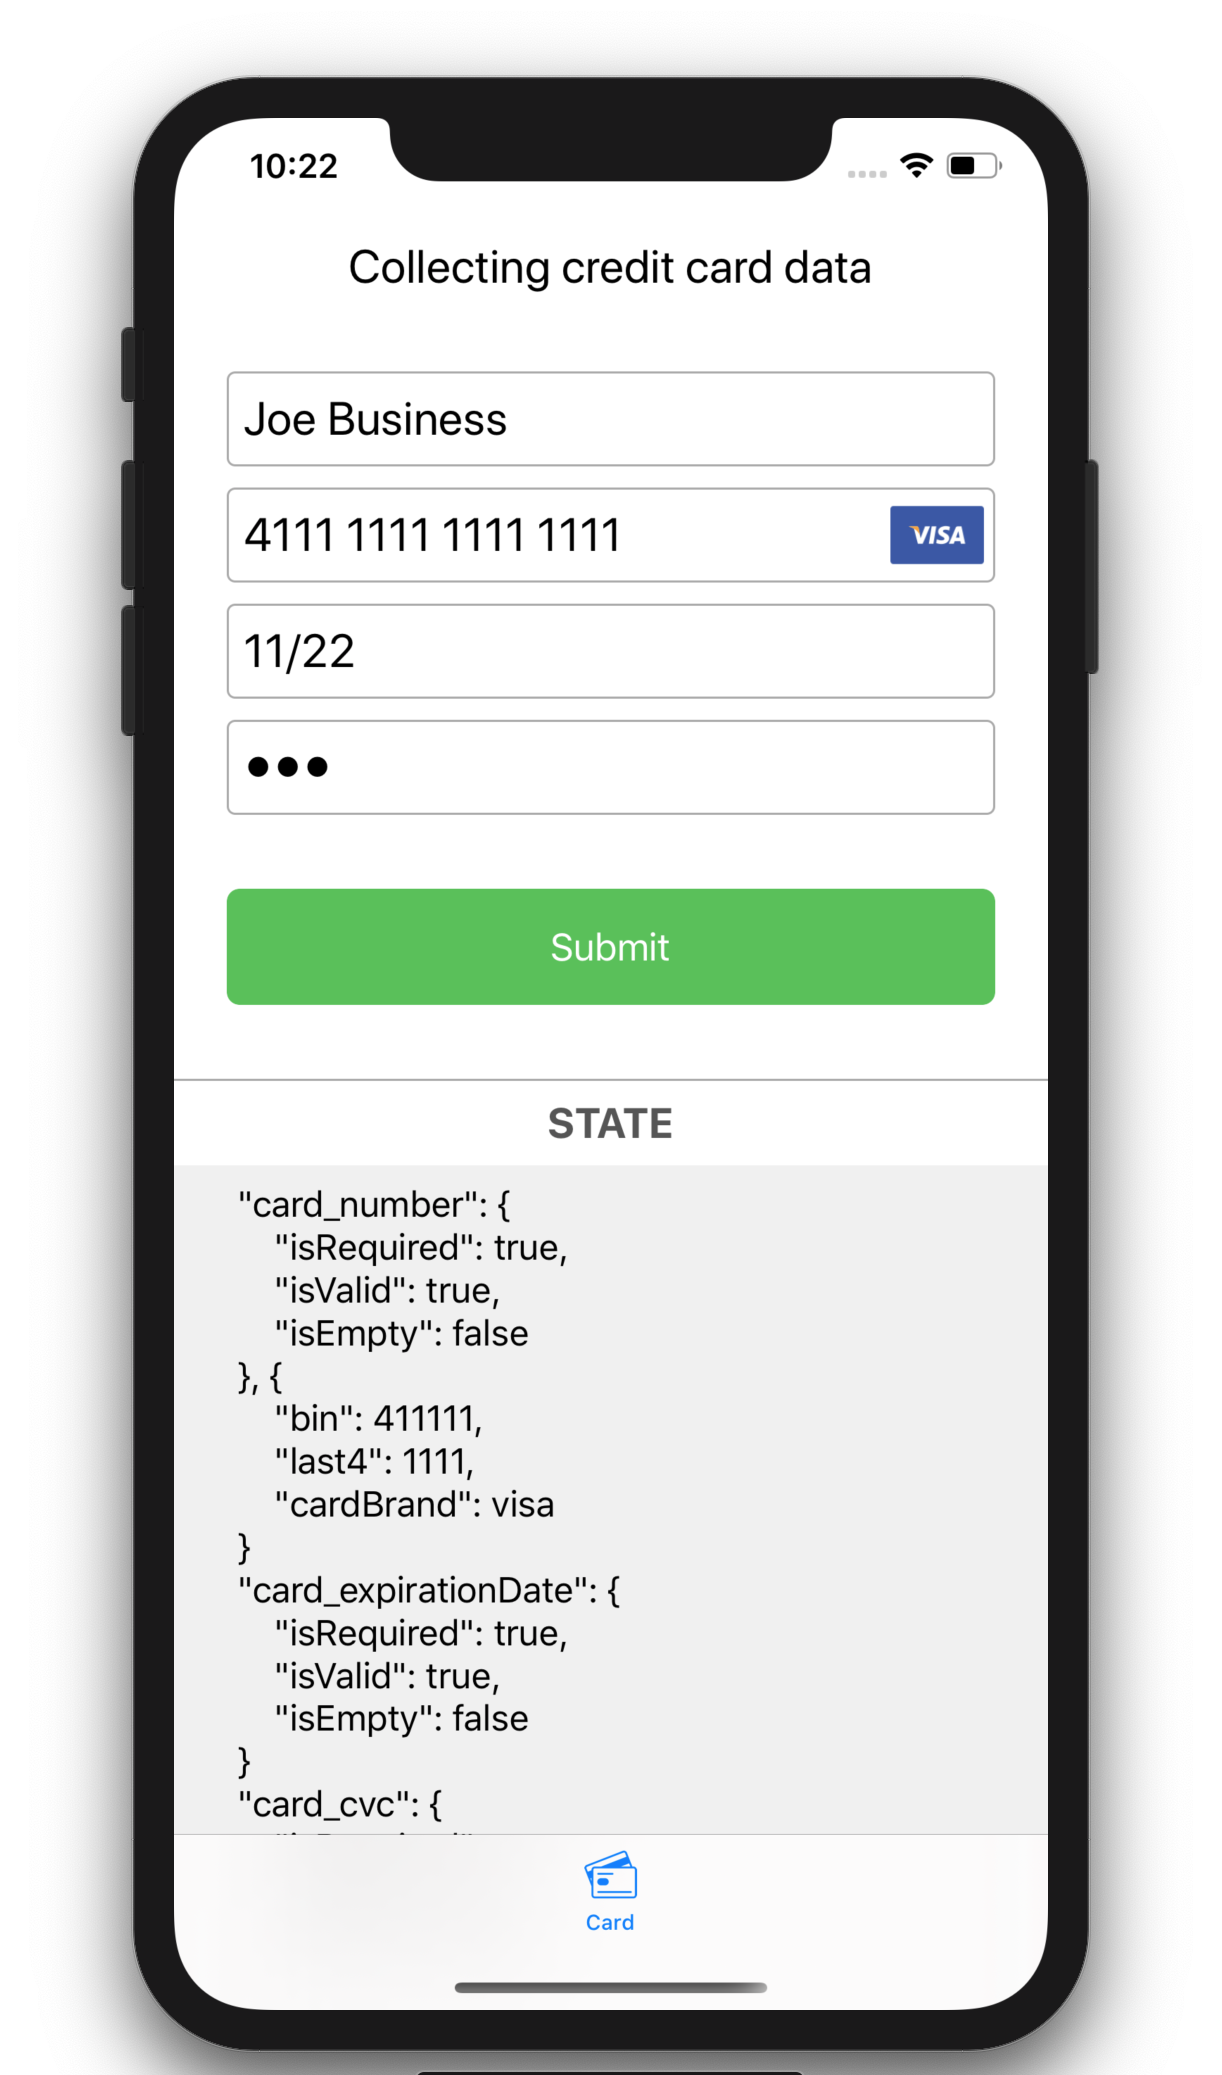 10:22
Collecting credit card data
Joe Business
4111 1111 1111 1111
VISA
11/22
●●●
Submit
STATE
"card_number": {
"isRequired": true,
"isValid": true,
"isEmpty": false
}, {
"bin": 411111,
"last4": 1111,
"cardBrand": visa
}
"card_expirationDate": {
"isRequired": true,
"isValid": true,
"isEmpty": false
}
"card_cvc": {
Card